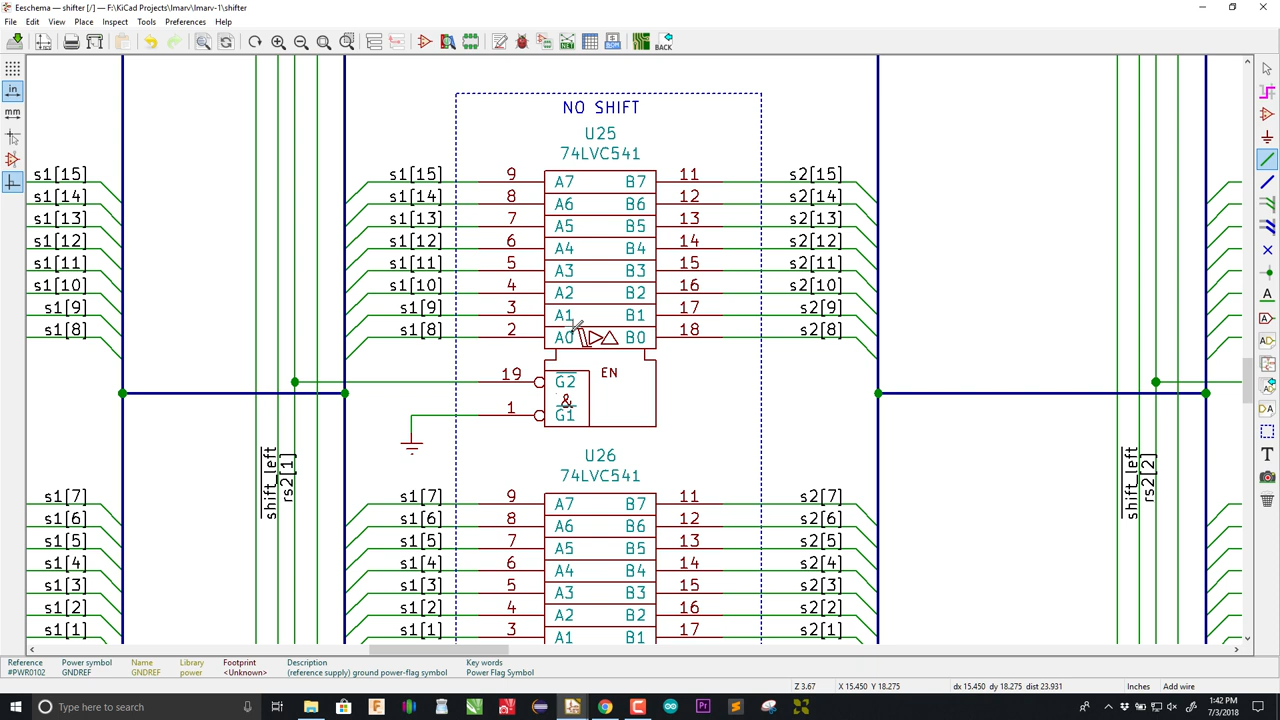 Eeschema — shifter [/] — F:\KiCad Projects\lmarv-1\shifter
File Edit View Place Inspect Tools Preferences Help
BACK
in
mm
NO SHIFT
U25
74LVC541
s1[15] s1[15] 9 A7 B7 11 s2[15]
s1[14] s1[14] 8 A6 B6 12 s2[14]
s1[13] s1[13] 7 A5 B5 13 s2[13]
s1[12] s1[12] 6 A4 B4 14 s2[12]
s1[11] s1[11] 5 A3 B3 15 s2[11]
s1[10] s1[10] 4 A2 B2 16 s2[10]
s1[9] s1[9] 3 A1 B1 17 s2[9]
s1[8] s1[8] 2 A0 B0 18 s2[8]
19 G2 EN
&
1 G1
shift_left
rs2[1]
shift_left
rs2[2]
U26
74LVC541
s1[7] s1[7] 9 A7 B7 11 s2[7]
s1[6] s1[6] 8 A6 B6 12 s2[6]
s1[5] s1[5] 7 A5 B5 13 s2[5]
s1[4] s1[4] 6 A4 B4 14 s2[4]
s1[3] s1[3] 5 A3 B3 15 s2[3]
s1[2] s1[2] 4 A2 B2 16 s2[2]
s1[1] s1[1] 3 A1 B1 17 s2[1]
Reference Power symbol Name Library Footprint Description Key words
#PWR0102 GNDREF GNDREF power <Unknown> (reference supply) ground power-flag symbol Power Flag Symbol
Z 3.67 X 15.450 Y 18.275 dx 15.450 dy 18.275 dist 23.931 Inches Add wire
Type here to search
1:42 PM
7/3/2018